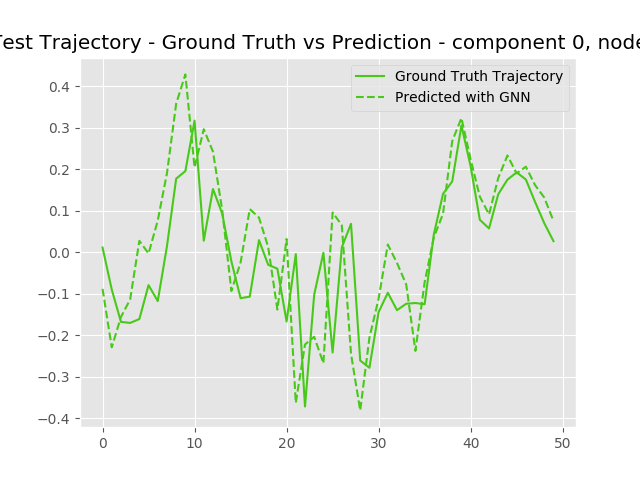 Test Trajectory - Ground Truth vs Prediction - component 0, node
Ground Truth Trajectory
Predicted with GNN
0.4
0.3
0.2
0.1
0.0
−0.1
−0.2
−0.3
−0.4
0 10 20 30 40 50